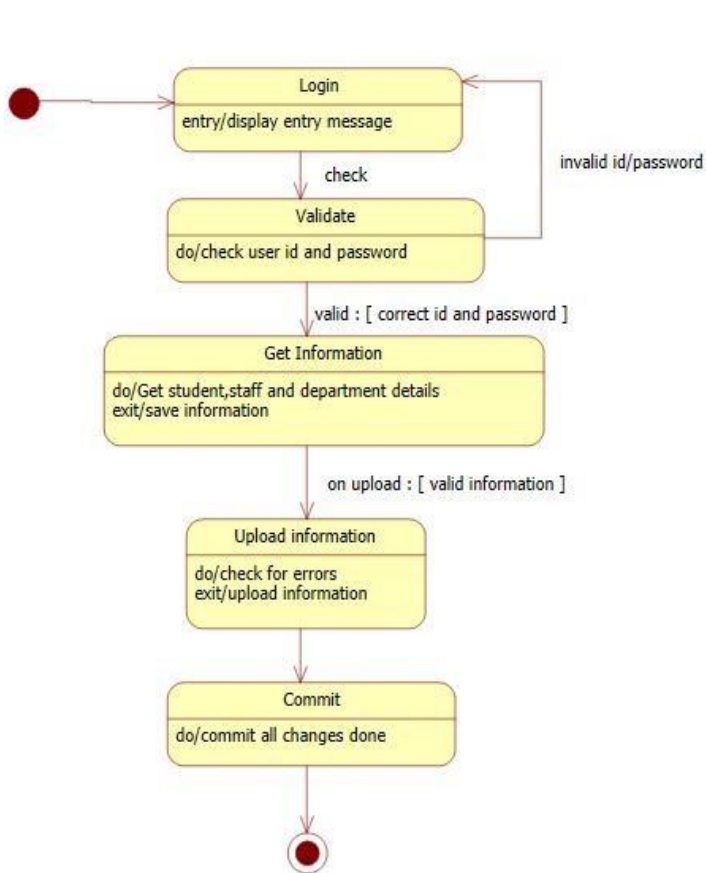 Login
entry/display entry message
invalid id/password
check
Validate
do/check user id and password
valid : [ correct id and password ]
Get Information
do/Get student,staff and department details
exit/save information
on upload : [ valid information ]
Upload information
do/check for errors
exit/upload information
Commit
do/commit all changes done